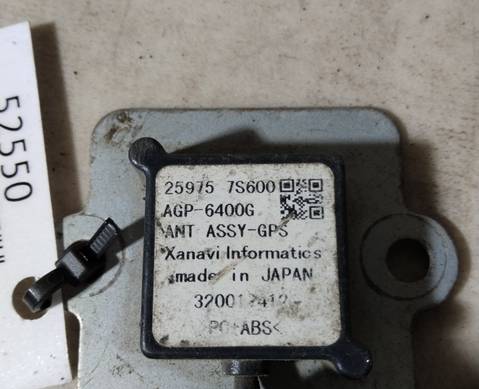 52550
25975 7S600
AGP-6400G
ANT ASSY-GPS
Xanavi Informatics
made in JAPAN
>PC+ABS<